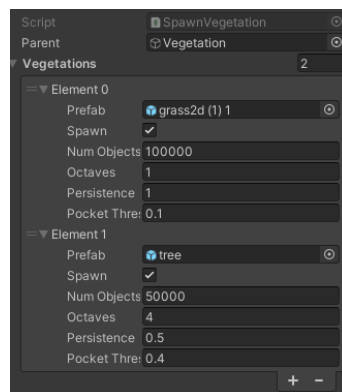 Script SpawnVegetation
Parent Vegetation
Vegetations 2
Element 0
Prefab grass2d (1) 1
Spawn
Num Objects 100000
Octaves 1
Persistence 1
Pocket Thre: 0.1
Element 1
Prefab tree
Spawn
Num Objects 50000
Octaves 4
Persistence 0.5
Pocket Thre: 0.4
+ -